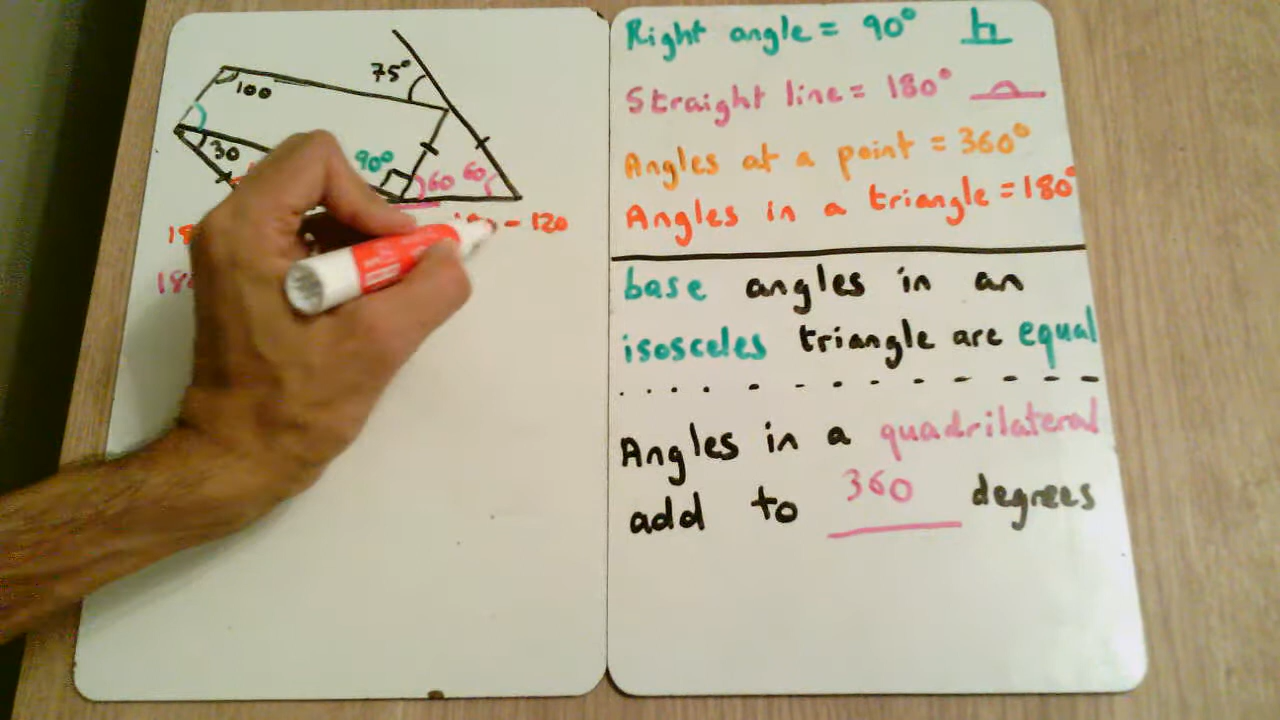 75°
100
30
90°
60 60
- 120
Right angle = 90°
Straight line = 180°
Angles at a point = 360°
Angles in a triangle = 180°
base angles in an
isosceles triangle are equal
Angles in a quadrilateral
add to 360 degrees